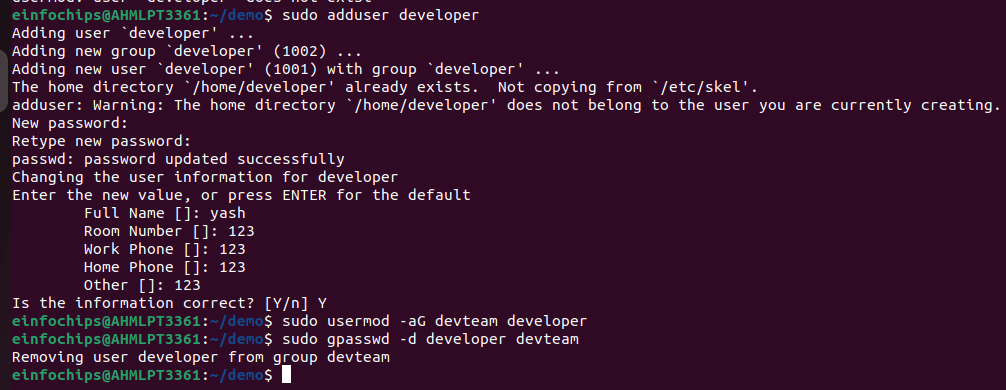 usermod: user 'developer' does not exist
einfochips@AHMLPT3361:~/demo$ sudo adduser developer
Adding user `developer' ...
Adding new group `developer' (1002) ...
Adding new user `developer' (1001) with group `developer' ...
The home directory `/home/developer' already exists.  Not copying from `/etc/skel'.
adduser: Warning: The home directory `/home/developer' does not belong to the user you are currently creating.
New password:
Retype new password:
passwd: password updated successfully
Changing the user information for developer
Enter the new value, or press ENTER for the default
        Full Name []: yash
        Room Number []: 123
        Work Phone []: 123
        Home Phone []: 123
        Other []: 123
Is the information correct? [Y/n] Y
einfochips@AHMLPT3361:~/demo$ sudo usermod -aG devteam developer
einfochips@AHMLPT3361:~/demo$ sudo gpasswd -d developer devteam
Removing user developer from group devteam
einfochips@AHMLPT3361:~/demo$